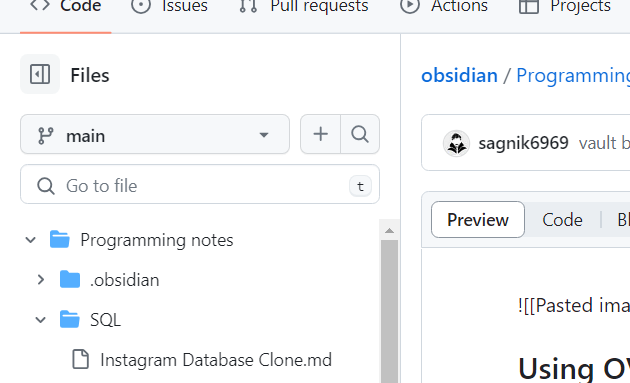 Code Issues Pull requests Actions Projects
Files
main
Go to file t
Programming notes
.obsidian
SQL
Instagram Database Clone.md
obsidian / Programming
sagnik6969 vault b
Preview Code Bl
![[Pasted ima
Using OV